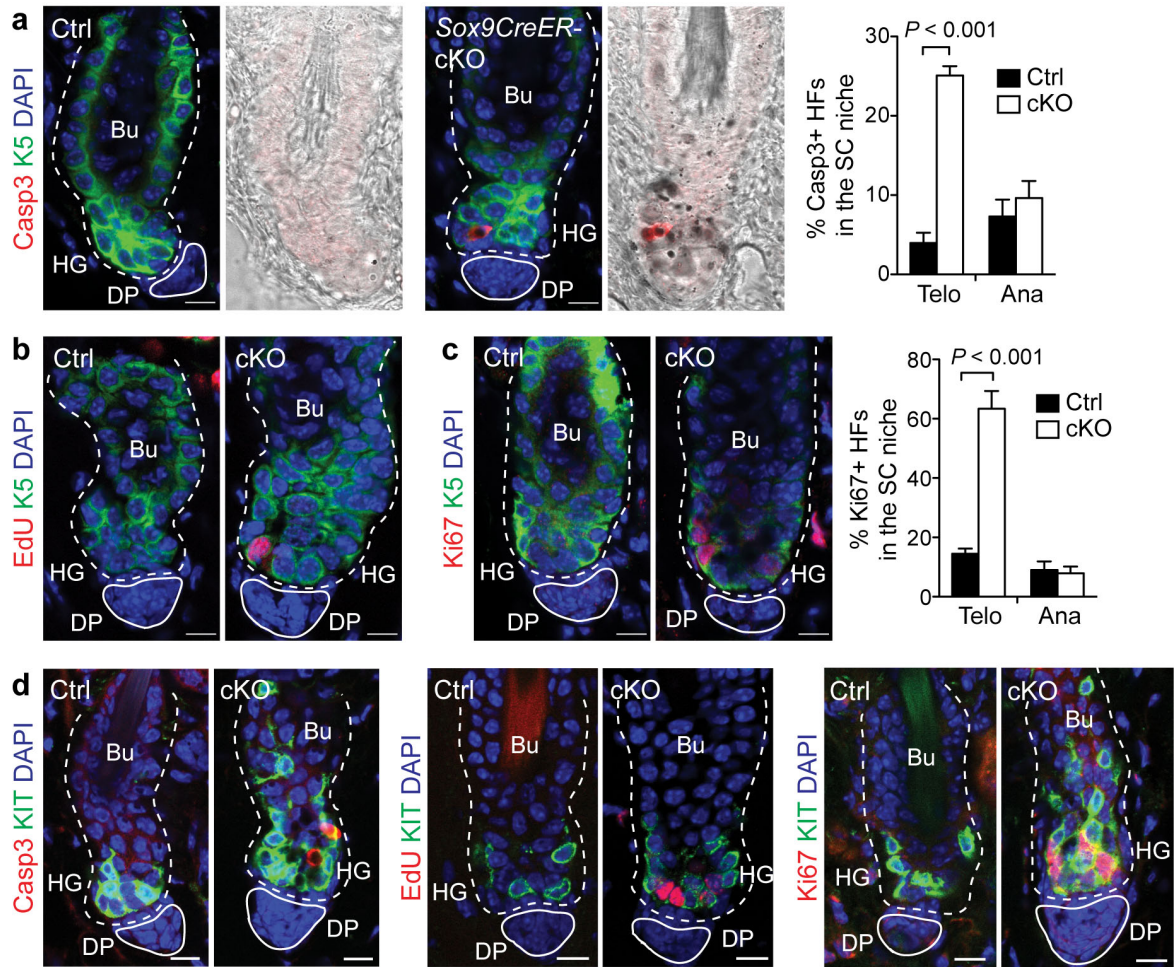 a
Ctrl
Casp3 K5 DAPI
Bu
HG
DP
Sox9CreER-
cKO
Bu
HG
DP
% Casp3+ HFs
in the SC niche
P < 0.001
Ctrl
cKO
30
20
10
0
Telo
Ana
b
Ctrl
EdU K5 DAPI
Bu
HG
DP
cKO
Bu
HG
DP
c
Ctrl
Ki67 K5 DAPI
Bu
HG
DP
cKO
Bu
HG
DP
% Ki67+ HFs
in the SC niche
P < 0.001
Ctrl
cKO
80
60
40
20
0
Telo
Ana
d
Ctrl
Casp3 KIT DAPI
Bu
HG
DP
cKO
Bu
HG
DP
Ctrl
EdU KIT DAPI
Bu
HG
DP
cKO
Bu
HG
DP
Ctrl
Ki67 KIT DAPI
Bu
HG
DP
cKO
Bu
HG
DP